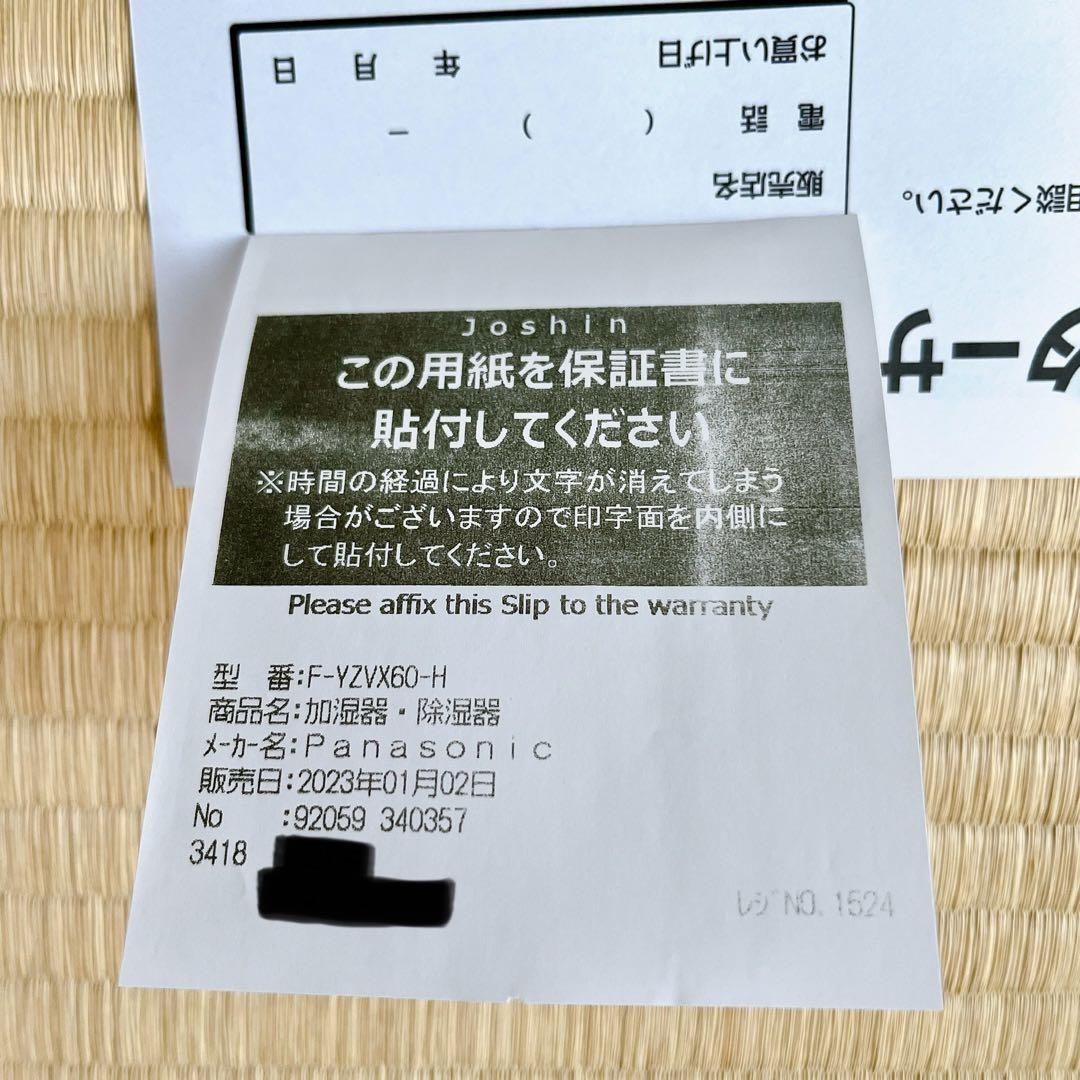 お買い上げ日 年 月 日
電話 ( ) －
販売店名
相談ください。
ター サ
Joshin
この用紙を保証書に
貼付してください
※時間の経過により文字が消えてしまう
場合がございますので印字面を内側に
して貼付してください。
Please affix this Slip to the warranty
型 番:F-YZVX60-H
商品名:加湿器・除湿器
ﾒｰｶｰ名:Ｐａｎａｓｏｎｉｃ
販売日:2023年01月02日
No :92059 340357
3418
ﾚｼﾞNO. 1524